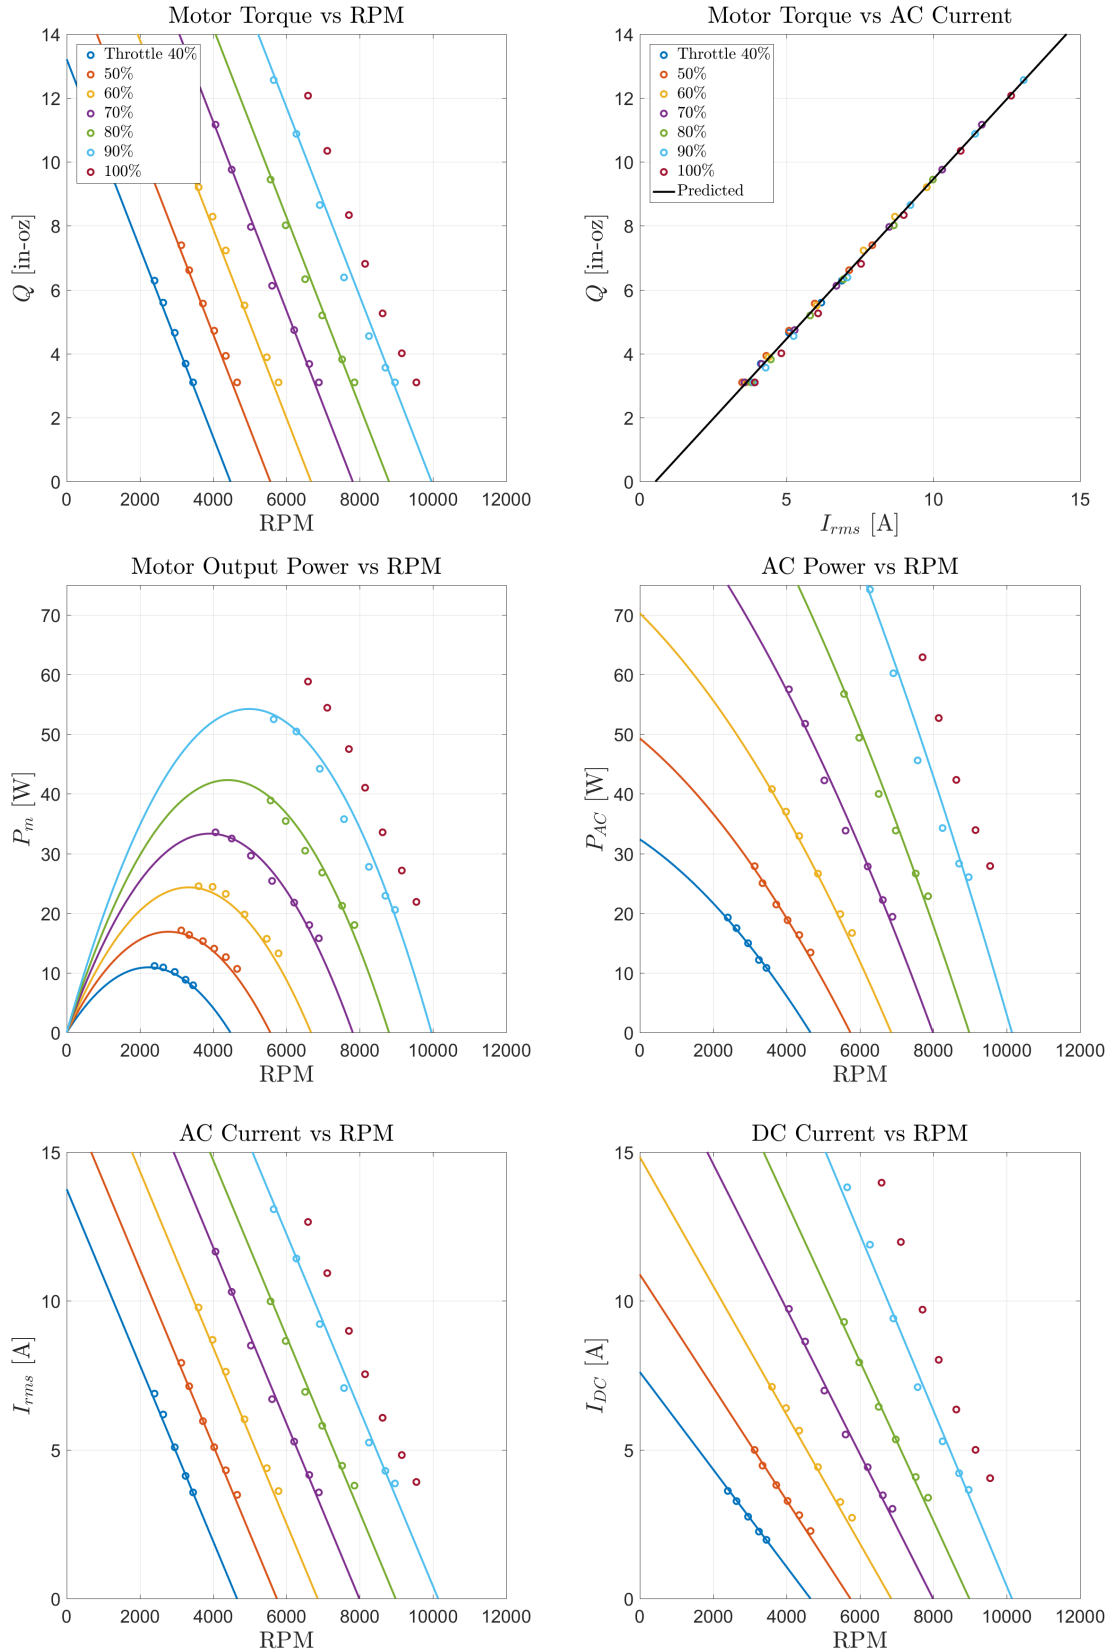 Motor Torque vs RPM
14
12
10
8
6
4
2
0
Q [in-oz]
Throttle 40%
50%
60%
70%
80%
90%
100%
0 2000 4000 6000 8000 10000 12000
RPM
Motor Torque vs AC Current
14
12
10
8
6
4
2
0
Q [in-oz]
Throttle 40%
50%
60%
70%
80%
90%
100%
Predicted
0 5 10 15
I_rms [A]
Motor Output Power vs RPM
70
60
50
40
30
20
10
0
P_m [W]
0 2000 4000 6000 8000 10000 12000
RPM
AC Power vs RPM
70
60
50
40
30
20
10
0
P_AC [W]
0 2000 4000 6000 8000 10000 12000
RPM
AC Current vs RPM
15
10
5
0
I_rms [A]
0 2000 4000 6000 8000 10000 12000
RPM
DC Current vs RPM
15
10
5
0
I_DC [A]
0 2000 4000 6000 8000 10000 12000
RPM